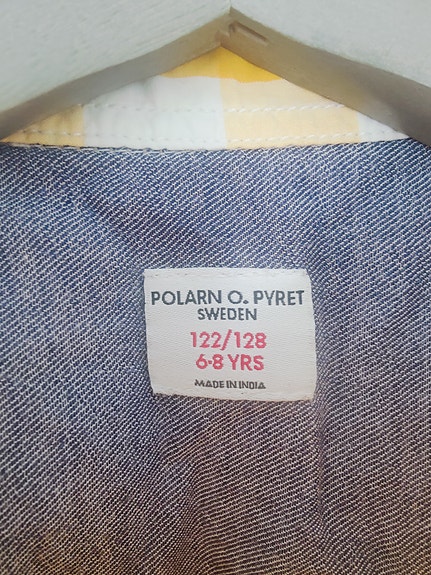 POLARN O. PYRET
SWEDEN
122/128
6-8 YRS
MADE IN INDIA